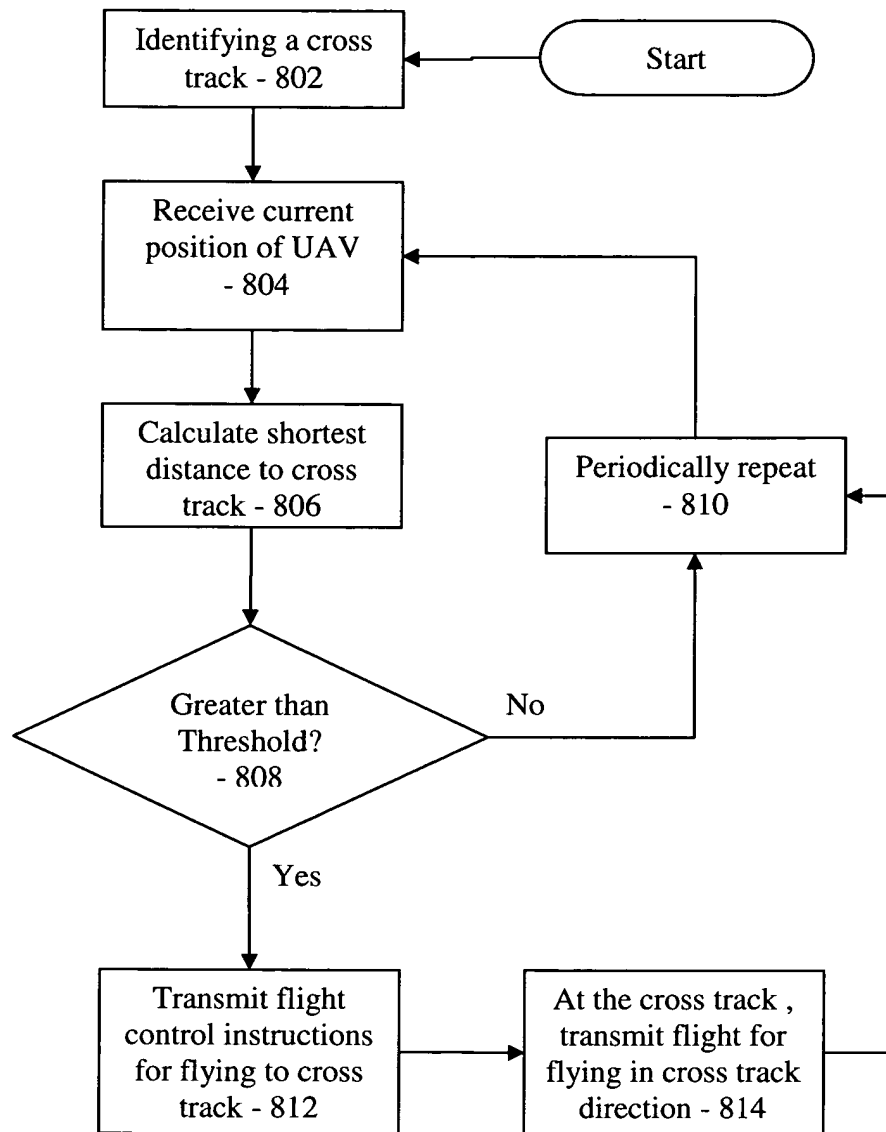 Identifying a cross
track - 802
Start
Receive current
position of UAV
- 804
Calculate shortest
distance to cross
track - 806
Periodically repeat
- 810
Greater than
Threshold?
- 808
No
Yes
Transmit flight
control instructions
for flying to cross
track - 812
At the cross track ,
transmit flight for
flying in cross track
direction - 814